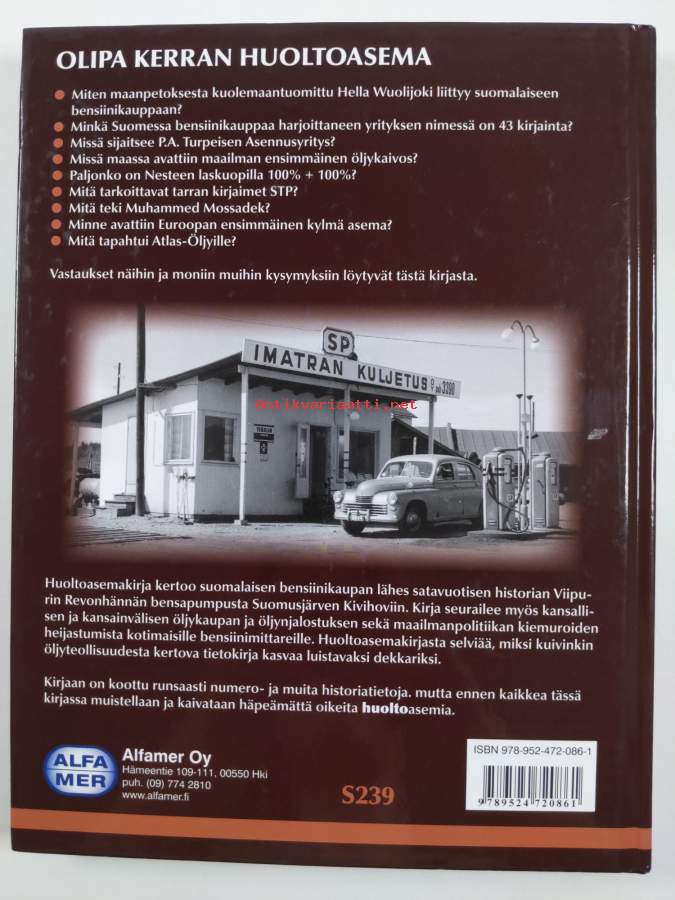 OLIPA KERRAN HUOLTOASEMA
Miten maanpetoksesta kuolemaantuomittu Hella Wuolijoki liittyy suomalaiseen
bensiinikauppaan?
Minkä Suomessa bensiinikauppaa harjoittaneen yrityksen nimessä on 43 kirjainta?
Missä sijaitsee P.A. Turpeisen Asennusyritys?
Missä maassa avattiin maailman ensimmäinen öljykaivos?
Paljonko on Nesteen laskuopilla 100% + 100%?
Mitä tarkoittavat tarran kirjaimet STP?
Mitä teki Muhammed Mossadek?
Minne avattiin Euroopan ensimmäinen kylmä asema?
Mitä tapahtui Atlas-Öljyille?
Vastaukset näihin ja moniin muihin kysymyksiin löytyvät tästä kirjasta.
SP
IMATRAN KULJETUS OY puh 3390
antikvariaatti.net
Huoltoasemakirja kertoo suomalaisen bensiinikaupan lähes satavuotisen historian Viipu-
rin Revonhännän bensapumpusta Suomusjärven Kivihoviin. Kirja seurailee myös kansalli-
sen ja kansainvälisen öljykaupan ja öljynjalostuksen sekä maailmanpolitiikan kiemuroiden
heijastumista kotimaisille bensiinimittareille. Huoltoasemakirjasta selviää, miksi kuivinkin
öljyteollisuudesta kertova tietokirja kasvaa luistavaksi dekkariksi.
Kirjaan on koottu runsaasti numero- ja muita historiatietoja. mutta ennen kaikkea tässä
kirjassa muistellaan ja kaivataan häpeämättä oikeita huoltoasemia.
ALFA
MER
Alfamer Oy
Hämeentie 109-111, 00550 Hki
puh. (09) 774 2810
www.alfamer.fi
S239
ISBN 978-952-472-086-1
9 789524 720861